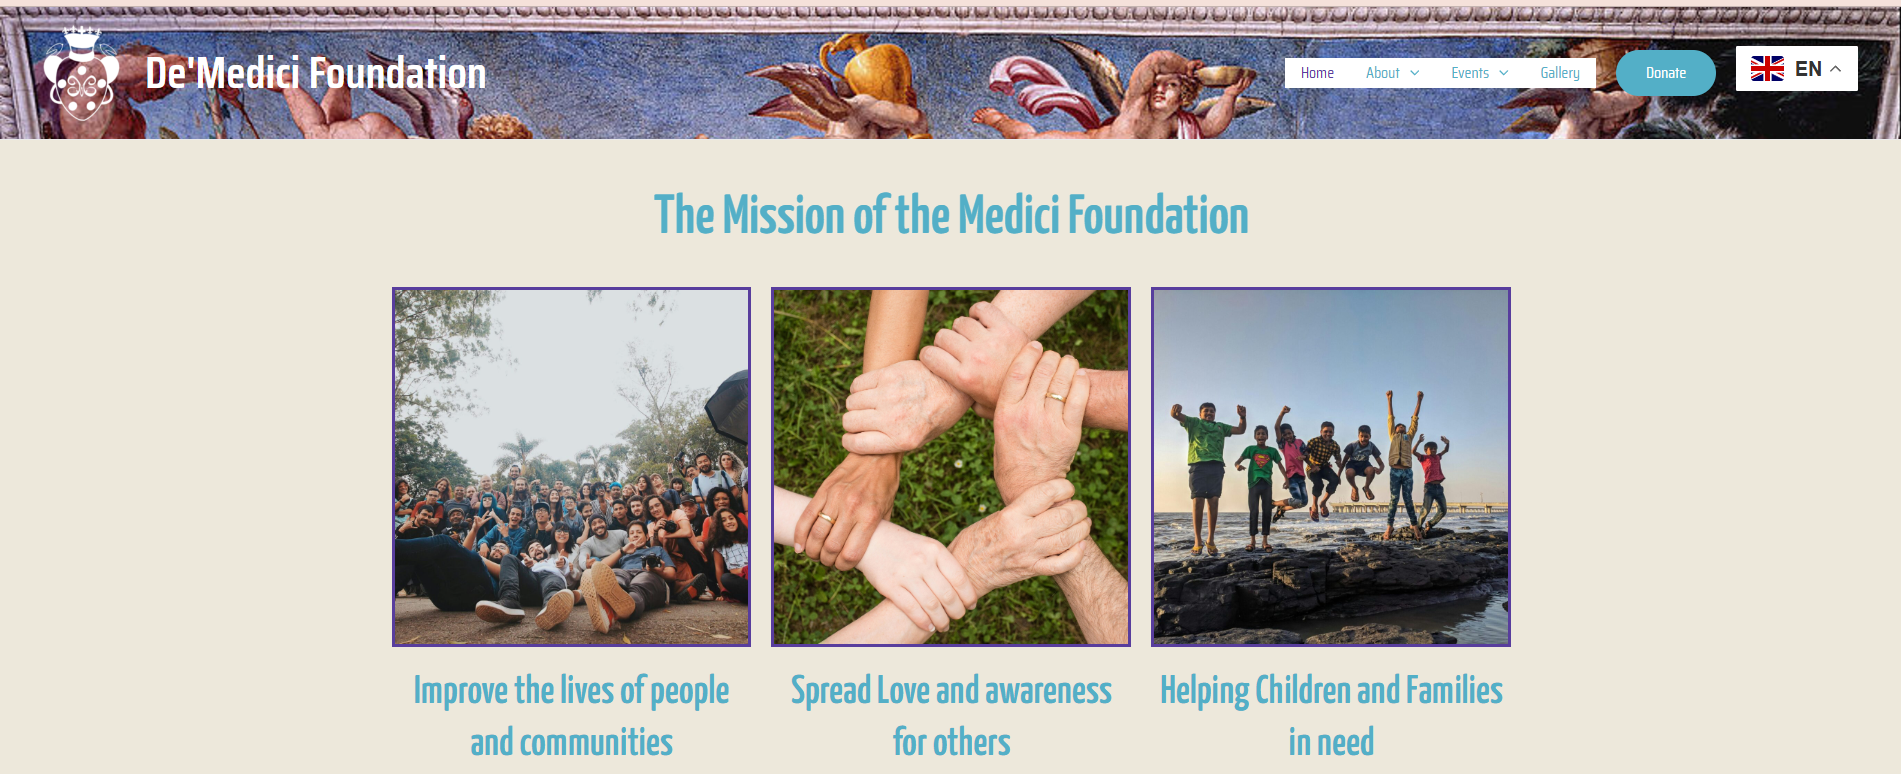 De'Medici Foundation
Home About Events Gallery
Donate
EN
The Mission of the Medici Foundation
Improve the lives of people
and communities
Spread Love and awareness
for others
Helping Children and Families
in need